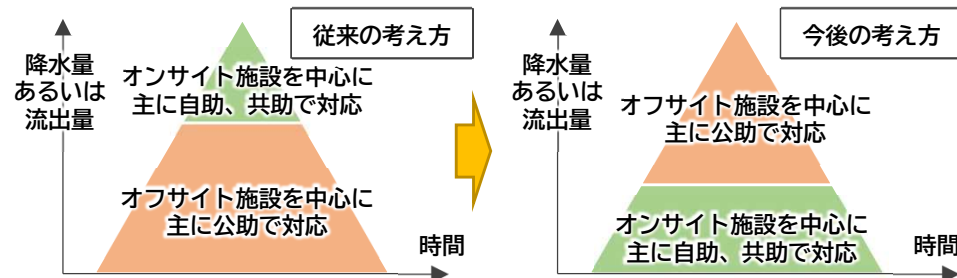 従来の考え方
降水量
あるいは
流出量
オンサイト施設を中心に
主に自助、共助で対応
オフサイト施設を中心に
主に公助で対応
時間
今後の考え方
降水量
あるいは
流出量
オフサイト施設を中心に
主に公助で対応
オンサイト施設を中心に
主に自助、共助で対応
時間